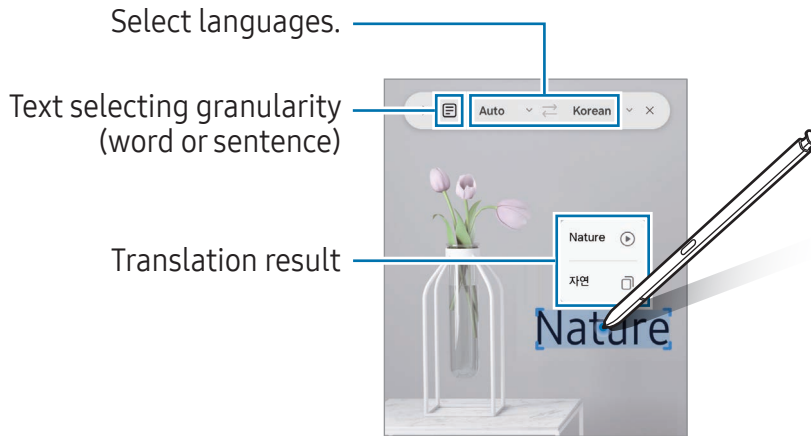 Select languages.
Text selecting granularity
(word or sentence)
Auto Korean
Translation result
Nature
자연
Nature